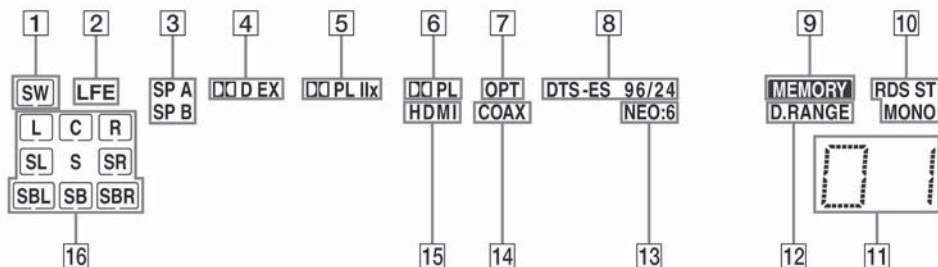 1 2 3 4 5 6 7 8 9 10
SW LFE SP A DD D EX DD PL IIx DD PL OPT DTS-ES 96/24 MEMORY RDS ST
SP B HDMI COAX NEO:6 D.RANGE MONO
L C R
SL S SR
SBL SB SBR
0 1
16 15 14 13 12 11